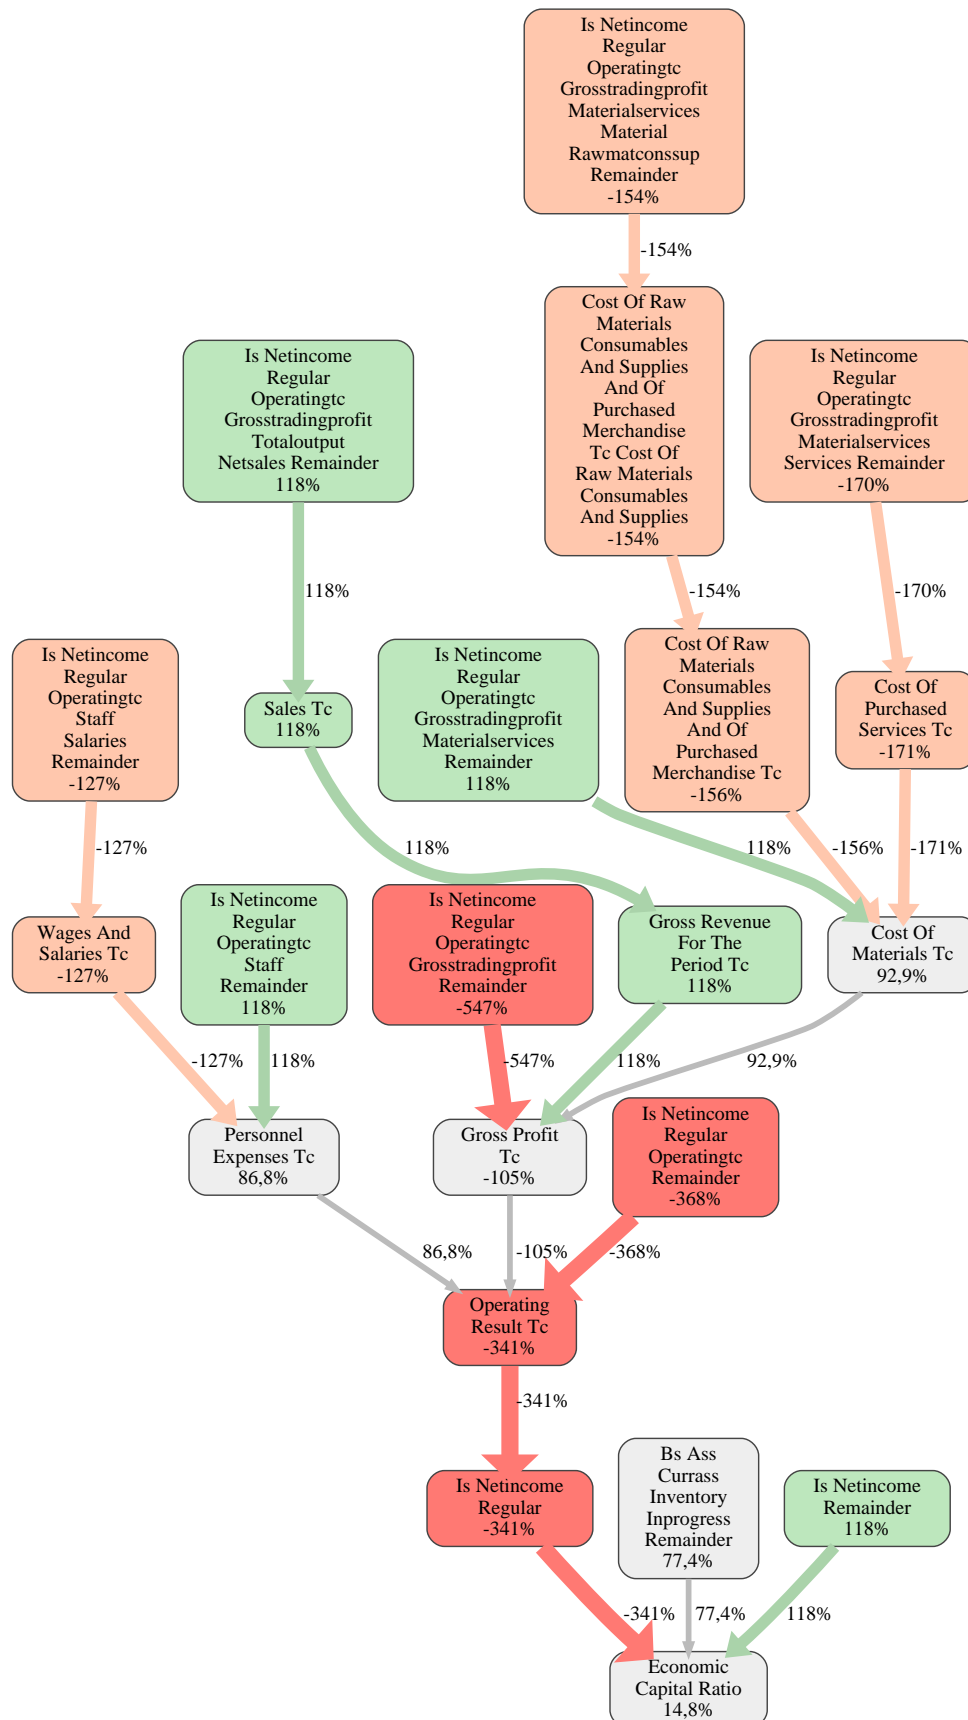 Is Netincome
Regular
Operatingtc
Grosstradingprofit
Materialservices
Material
Rawmatconssup
Remainder
-154%
-154%
Cost Of Raw
Materials
Consumables
And Supplies
And Of
Purchased
Merchandise
Tc Cost Of
Raw Materials
Consumables
And Supplies
-154%
Is Netincome
Regular
Operatingtc
Grosstradingprofit
Totaloutput
Netsales Remainder
118%
Is Netincome
Regular
Operatingtc
Grosstradingprofit
Materialservices
Services Remainder
-170%
118%
-154%
-170%
Is Netincome
Regular
Operatingtc
Staff
Salaries
Remainder
-127%
Sales Tc
118%
Is Netincome
Regular
Operatingtc
Grosstradingprofit
Materialservices
Remainder
118%
Cost Of Raw
Materials
Consumables
And Supplies
And Of
Purchased
Merchandise Tc
-156%
Cost Of
Purchased
Services Tc
-171%
-127%
118%
118%
-156%
-171%
Wages And
Salaries Tc
-127%
Is Netincome
Regular
Operatingtc
Staff
Remainder
118%
Is Netincome
Regular
Operatingtc
Grosstradingprofit
Remainder
-547%
Gross Revenue
For The
Period Tc
118%
Cost Of
Materials Tc
92,9%
-127%
118%
-547%
118%
92,9%
Personnel
Expenses Tc
86,8%
Gross Profit
Tc
-105%
Is Netincome
Regular
Operatingtc
Remainder
-368%
86,8%
-105%
-368%
Operating
Result Tc
-341%
-341%
Is Netincome
Regular
-341%
Bs Ass
Currass
Inventory
Inprogress
Remainder
77,4%
Is Netincome
Remainder
118%
-341%
77,4%
118%
Economic
Capital Ratio
14,8%